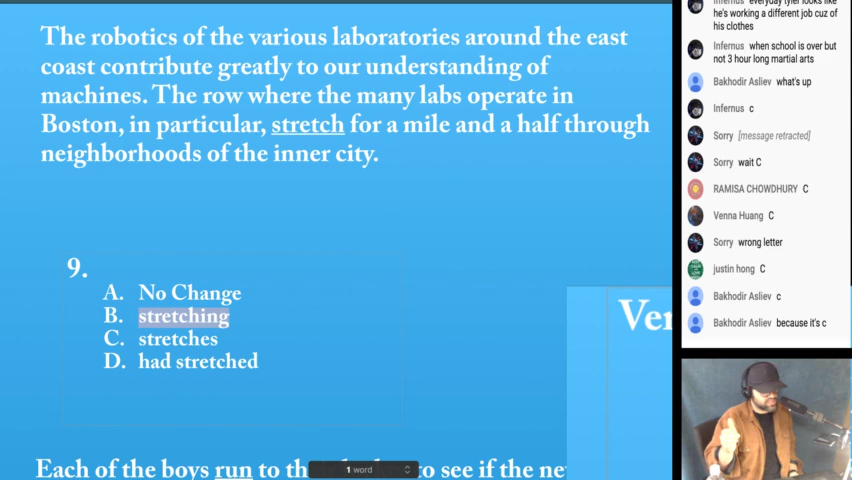 The robotics of the various laboratories around the east
coast contribute greatly to our understanding of
machines. The row where the many labs operate in
Boston, in particular, stretch for a mile and a half through
neighborhoods of the inner city.
9.
A. No Change
B. stretching
C. stretches
D. had stretched
Each of the boys run to
to see if the
1 word
Infernus everyday tyler looks like
he's working a different job cuz of
his clothes
Infernus when school is over but
not 3 hour long martial arts
Bakhodir Asliev what's up
Infernus c
Sorry [message retracted]
Sorry wait C
RAMISA CHOWDHURY C
Venna Huang C
Sorry wrong letter
justin hong C
Bakhodir Asliev c
Bakhodir Asliev because it's c